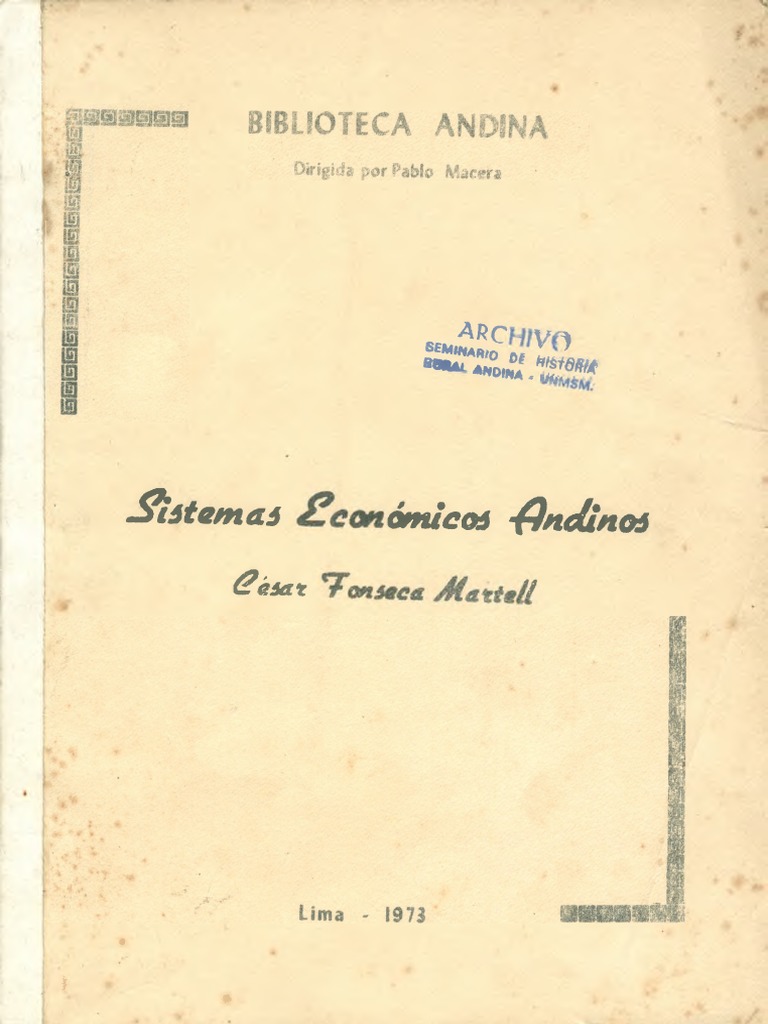 BIBLIOTECA ANDINA
Dirigida por Pablo Macera
ARCHIVO
SEMINARIO DE HISTORIA
RURAL ANDINA - UNMSM.
Sistemas Económicos Andinos
César Fonseca Martell
Lima - 1973